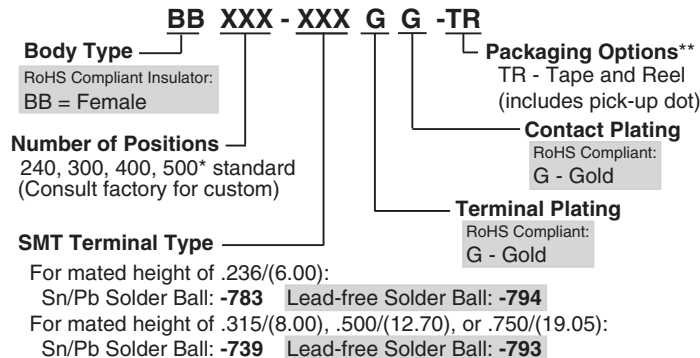 BB XXX - XXX G G -TR
Body Type
RoHS Compliant Insulator:
BB = Female
Packaging Options**
TR - Tape and Reel
(includes pick-up dot)
Number of Positions
240, 300, 400, 500* standard
(Consult factory for custom)
Contact Plating
RoHS Compliant:
G - Gold
Terminal Plating
RoHS Compliant:
G - Gold
SMT Terminal Type
For mated height of .236/(6.00):
Sn/Pb Solder Ball: -783 Lead-free Solder Ball: -794
For mated height of .315/(8.00), .500/(12.70), or .750/(19.05):
Sn/Pb Solder Ball: -739 Lead-free Solder Ball: -793